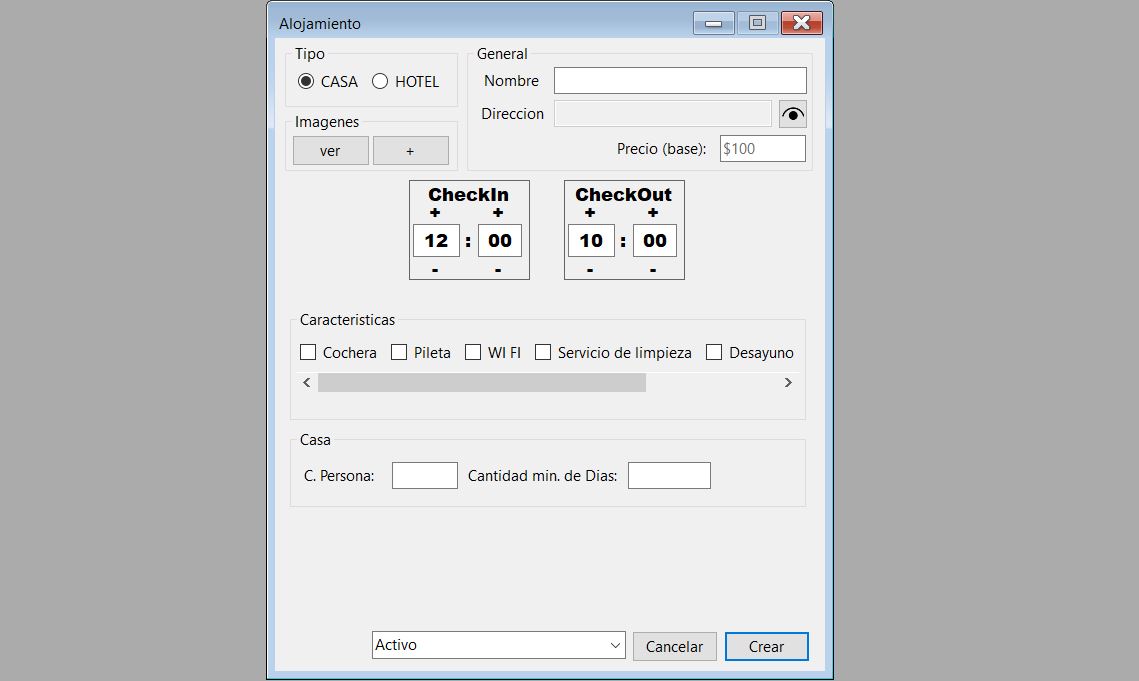 Alojamiento
Tipo
CASA HOTEL
Imagenes
ver +
General
Nombre
Direccion
Precio (base): $100
CheckIn
+ +
12 : 00
- -
CheckOut
+ +
10 : 00
- -
Caracteristicas
Cochera Pileta WI FI Servicio de limpieza Desayuno
Casa
C. Persona: Cantidad min. de Dias:
Activo Cancelar Crear